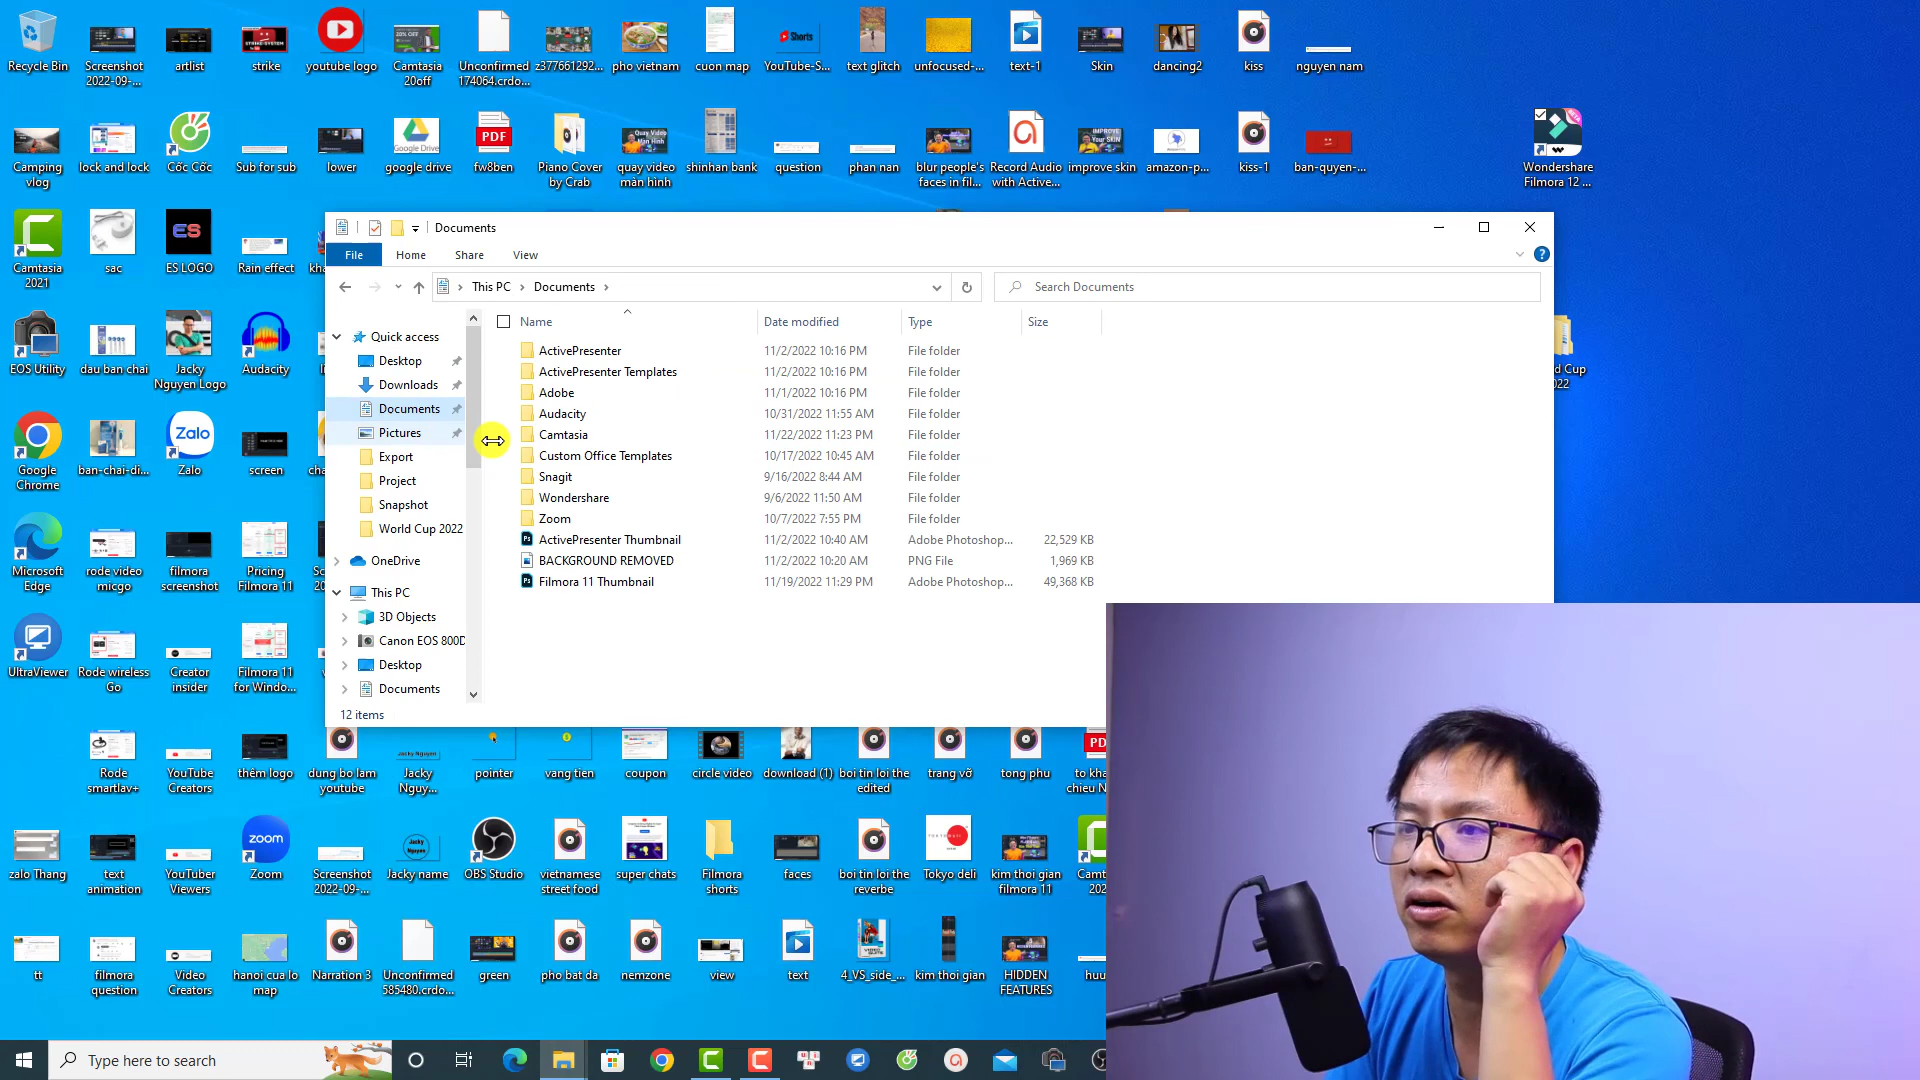 Recycle Bin
Screenshot
2022-09-...
artlist
strike
youtube logo
Camtasia
20off
Unconfirmed
174064.crdo...
z377661292...
pho vietnam
cuon map
YouTube-S...
text glitch
unfocused-...
text-1
Skin
dancing2
kiss
nguyen nam
Camping
vlog
lock and lock
Cốc Cốc
Sub for sub
lower
google drive
fw8ben
Piano Cover
by Crab
quay video
màn hinh
shinhan bank
question
phan nan
blur people's
faces in fil...
Record Audio
with Active...
improve skin
amazon-p...
kiss-1
ban-quyen-...
Wondershare
Filmora 12 ...
Camtasia
2021
sac
ES LOGO
Rain effect
Documents
File
Home
Share
View
This PC
Documents
Search Documents
Name
Date modified
Type
Size
Quick access
Desktop
Downloads
Documents
Pictures
Export
Project
Snapshot
World Cup 2022
OneDrive
This PC
3D Objects
Canon EOS 800D
Desktop
Documents
ActivePresenter 11/2/2022 10:16 PM File folder
ActivePresenter Templates 11/2/2022 10:16 PM File folder
Adobe 11/1/2022 10:16 PM File folder
Audacity 10/31/2022 11:55 AM File folder
Camtasia 11/22/2022 11:23 PM File folder
Custom Office Templates 10/17/2022 10:45 AM File folder
Snagit 9/16/2022 8:44 AM File folder
Wondershare 9/6/2022 11:50 AM File folder
Zoom 10/7/2022 7:55 PM File folder
ActivePresenter Thumbnail 11/2/2022 10:40 AM Adobe Photoshop... 22,529 KB
BACKGROUND REMOVED 11/2/2022 10:20 AM PNG File 1,969 KB
Filmora 11 Thumbnail 11/19/2022 11:29 PM Adobe Photoshop... 49,368 KB
12 items
EOS Utility
dau ban chai
Jacky
Nguyen Logo
Audacity
d Cup
2022
Google
Chrome
ban-chai-di...
Zalo
screen
Microsoft
Edge
rode video
micgo
filmora
screenshot
Pricing
Filmora 11
UltraViewer
Rode wireless
Go
Creator
insider
Filmora 11
for Windo...
Rode
smartlav+
YouTube
Creators
thêm logo
dung bo lam
youtube
Jacky
Nguy...
pointer
vang tien
coupon
circle video
download (1)
boi tin loi the
edited
trang vỡ
tong phu
to kha
chieu N
zalo Thang
text
animation
YouTuber
Viewers
Zoom
Screenshot
2022-09-...
Jacky name
OBS Studio
vietnamese
street food
super chats
Filmora
shorts
faces
boi tin loi the
reverbe
Tokyo deli
kim thoi gian
filmora 11
Camt
202
tt
filmora
question
Video
Creators
hanoi cua lo
map
Narration 3
Unconfirmed
585480.crdo...
green
pho bat da
nemzone
view
text
4_VS_side_...
kim thoi gian
HIDDEN
FEATURES
huu
Type here to search